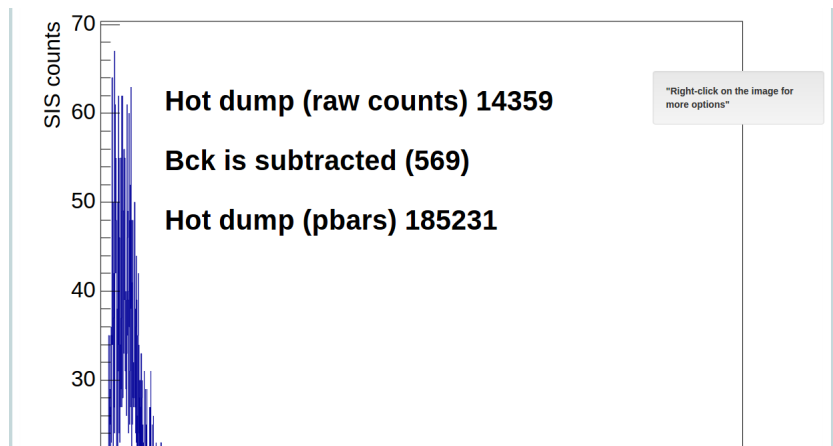 70
SIS counts
Hot dump (raw counts) 14359
"Right-click on the image for
more options"
60
Bck is subtracted (569)
50
Hot dump (pbars) 185231
40
30